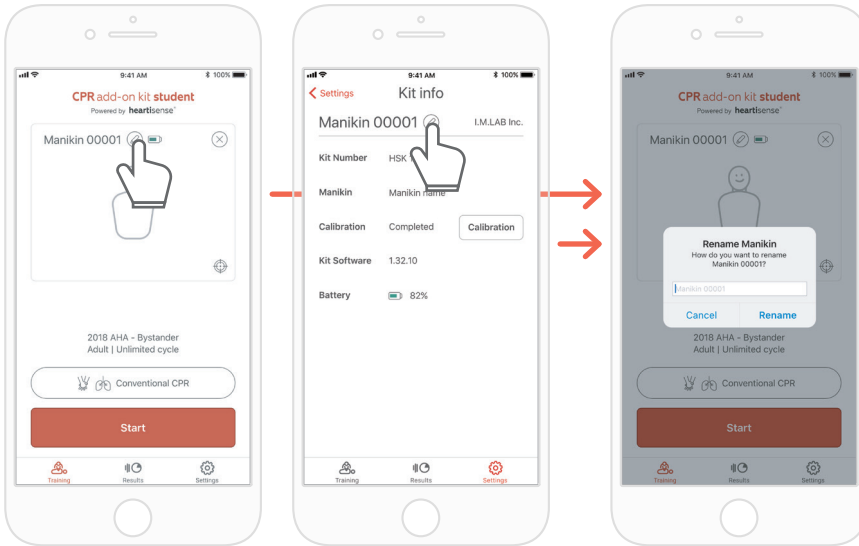 9:41 AM
100%
CPR add-on kit student
Powered by heartisense™
Manikin 00001
2018 AHA - Bystander
Adult | Unlimited cycle
Conventional CPR
Start
Training
Results
Settings
9:41 AM
100%
Settings
Kit info
Manikin 00001
I.M.LAB Inc.
Kit Number HSK
Manikin Manikin name
Calibration Completed Calibration
Kit Software 1.32.10
Battery 82%
Training
Results
Settings
9:41 AM
100%
CPR add-on kit student
Powered by heartisense™
Manikin 00001
Rename Manikin
How do you want to rename
Manikin 00001?
Manikin 00001
Cancel Rename
2018 AHA - Bystander
Adult | Unlimited cycle
Conventional CPR
Start
Training
Results
Settings